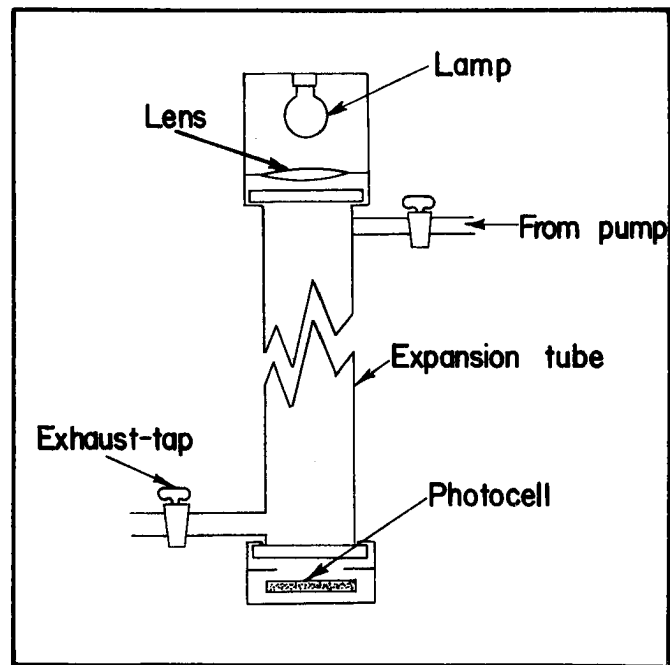 Lamp
Lens
From pump
Expansion tube
Exhaust-tap
Photocell